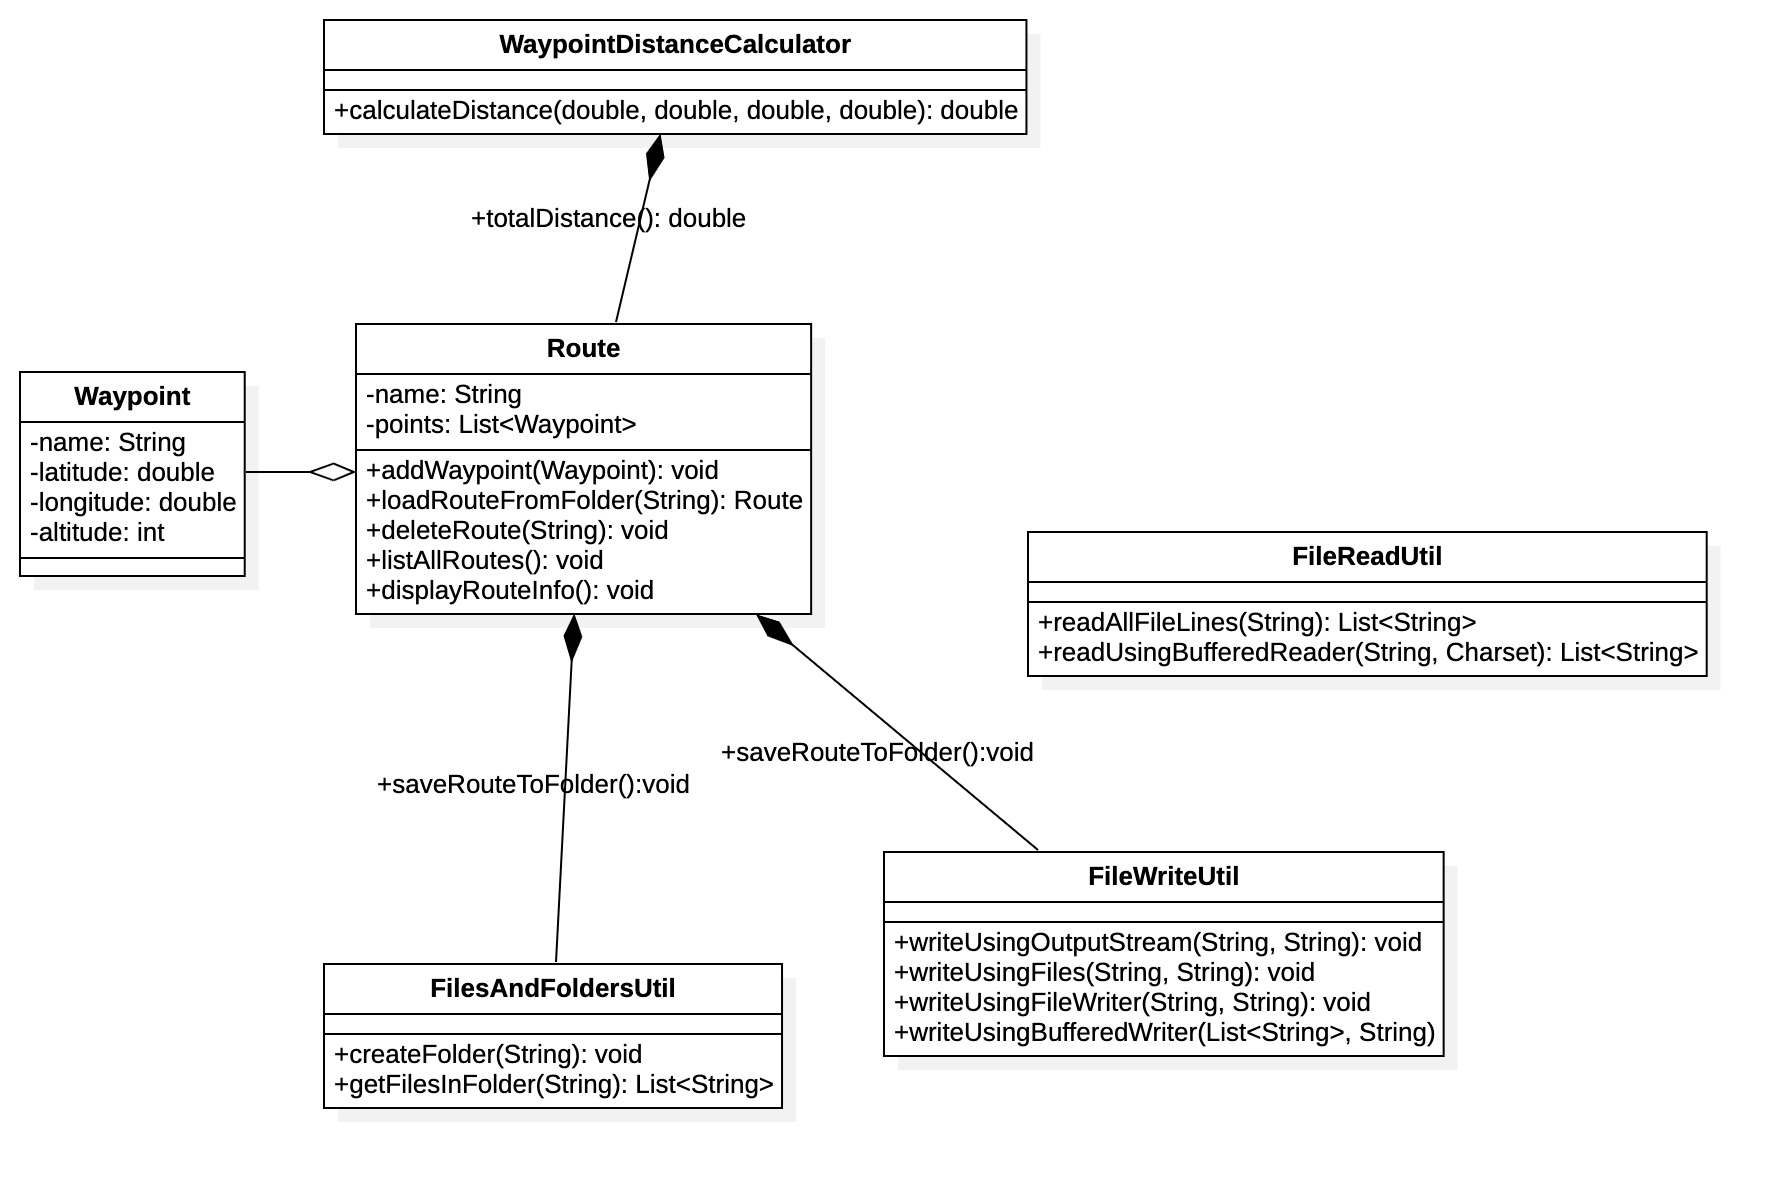 WaypointDistanceCalculator
+calculateDistance(double, double, double, double): double
+totalDistance(): double
Route
-name: String
-points: List<Waypoint>
+addWaypoint(Waypoint): void
+loadRouteFromFolder(String): Route
+deleteRoute(String): void
+listAllRoutes(): void
+displayRouteInfo(): void
Waypoint
-name: String
-latitude: double
-longitude: double
-altitude: int
FileReadUtil
+readAllFileLines(String): List<String>
+readUsingBufferedReader(String, Charset): List<String>
+saveRouteToFolder():void
+saveRouteToFolder():void
FileWriteUtil
+writeUsingOutputStream(String, String): void
+writeUsingFiles(String, String): void
+writeUsingFileWriter(String, String): void
+writeUsingBufferedWriter(List<String>, String)
FilesAndFoldersUtil
+createFolder(String): void
+getFilesInFolder(String): List<String>